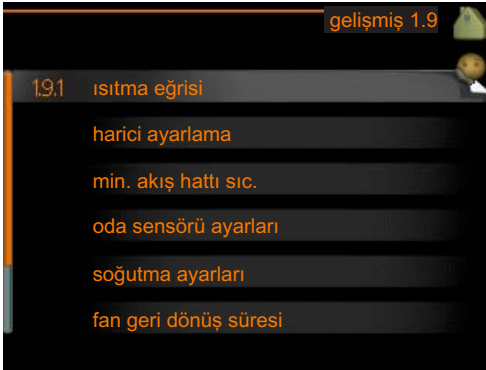 gelişmiş 1.9
1.9.1 ısıtma eğrisi
harici ayarlama
min. akış hattı sıc.
oda sensörü ayarları
soğutma ayarları
fan geri dönüş süresi